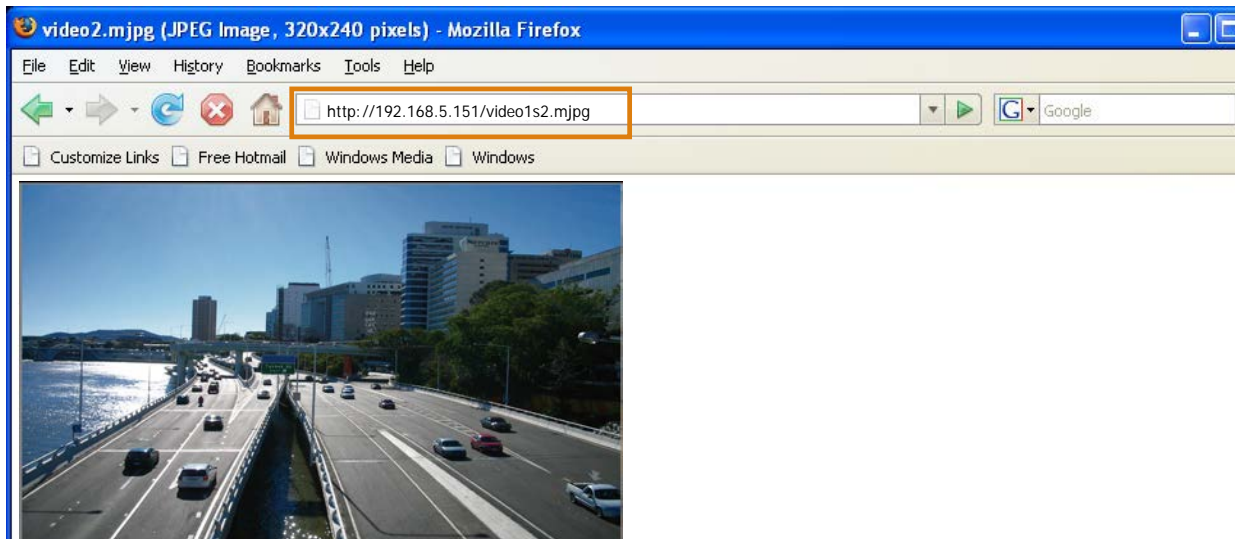 video2.mjpg (JPEG Image, 320x240 pixels) - Mozilla Firefox
File Edit View History Bookmarks Tools Help
http://192.168.5.151/video1s2.mjpg G Google
Customize Links Free Hotmail Windows Media Windows